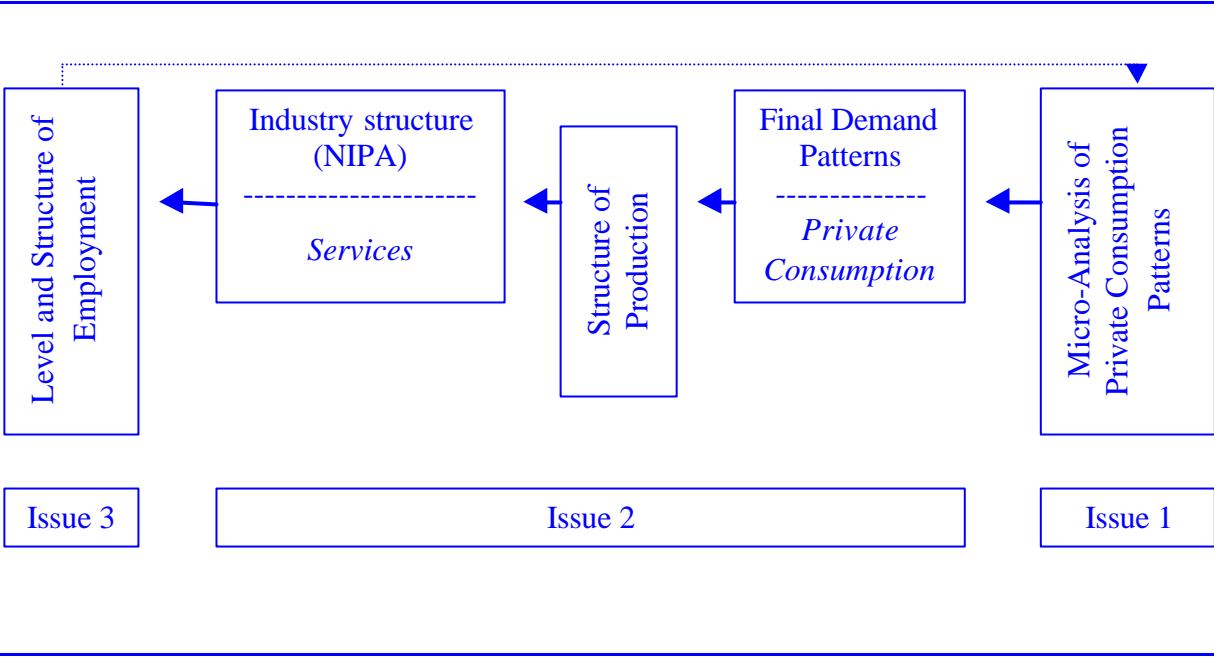 Level and Structure of
Employment
Industry structure
(NIPA)
Services
Structure of
Production
Final Demand
Patterns
Private
Consumption
Micro-Analysis of
Private Consumption
Patterns
Issue 3
Issue 2
Issue 1